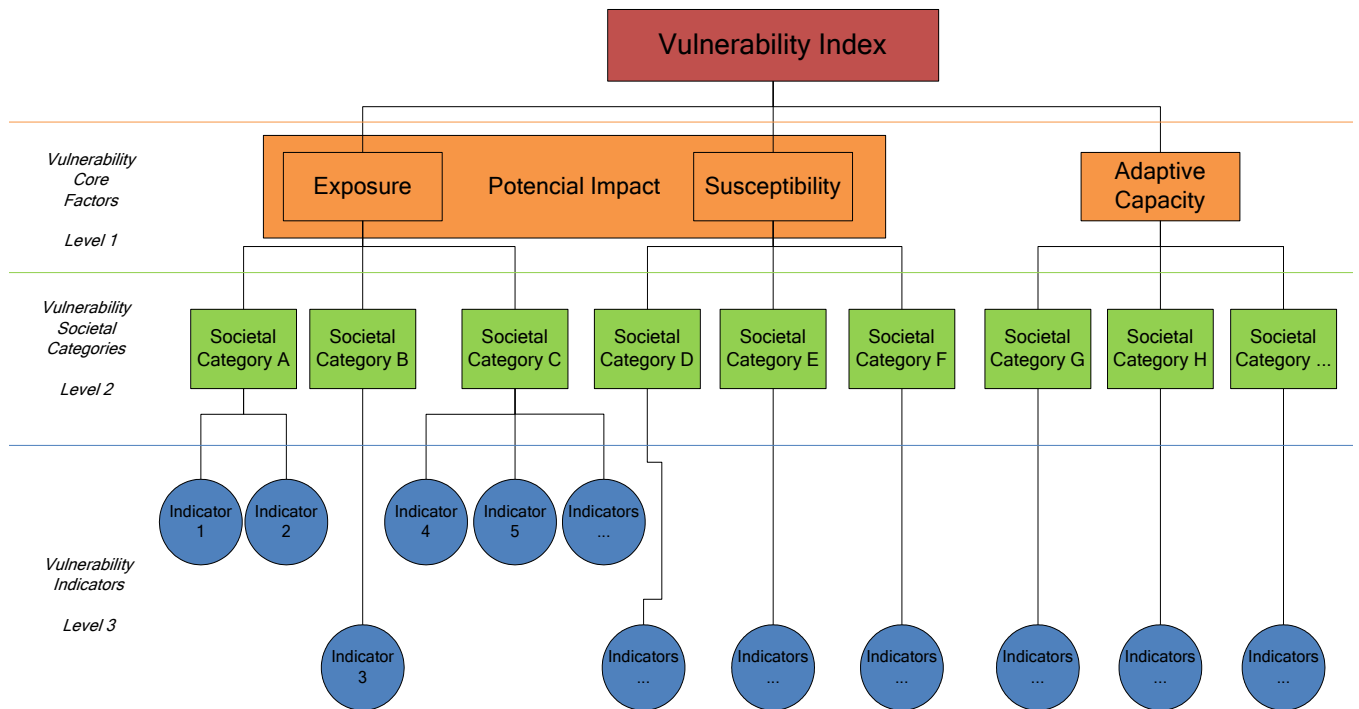 Vulnerability Index
Vulnerability
Core
Factors
Level 1
Exposure
Potencial Impact
Susceptibility
Adaptive
Capacity
Vulnerability
Societal
Categories
Level 2
Societal
Category A
Societal
Category B
Societal
Category C
Societal
Category D
Societal
Category E
Societal
Category F
Societal
Category G
Societal
Category H
Societal
Category ...
Vulnerability
Indicators
Level 3
Indicator
1
Indicator
2
Indicator
4
Indicator
5
Indicators
...
Indicator
3
Indicators
...
Indicators
...
Indicators
...
Indicators
...
Indicators
...
Indicators
...